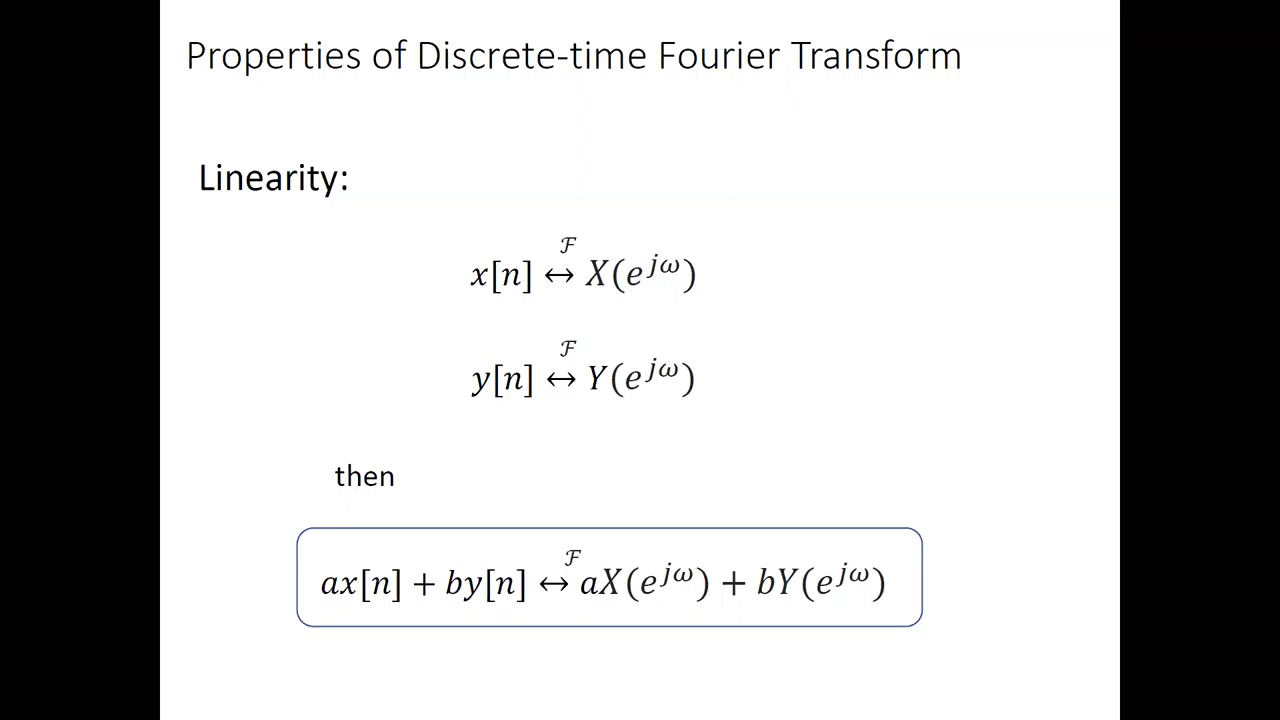 Properties of Discrete-time Fourier Transform
Linearity:
x[n] ↔^ℱ X(e^{jω})
y[n] ↔^ℱ Y(e^{jω})
then
ax[n] + by[n] ↔^ℱ aX(e^{jω}) + bY(e^{jω})